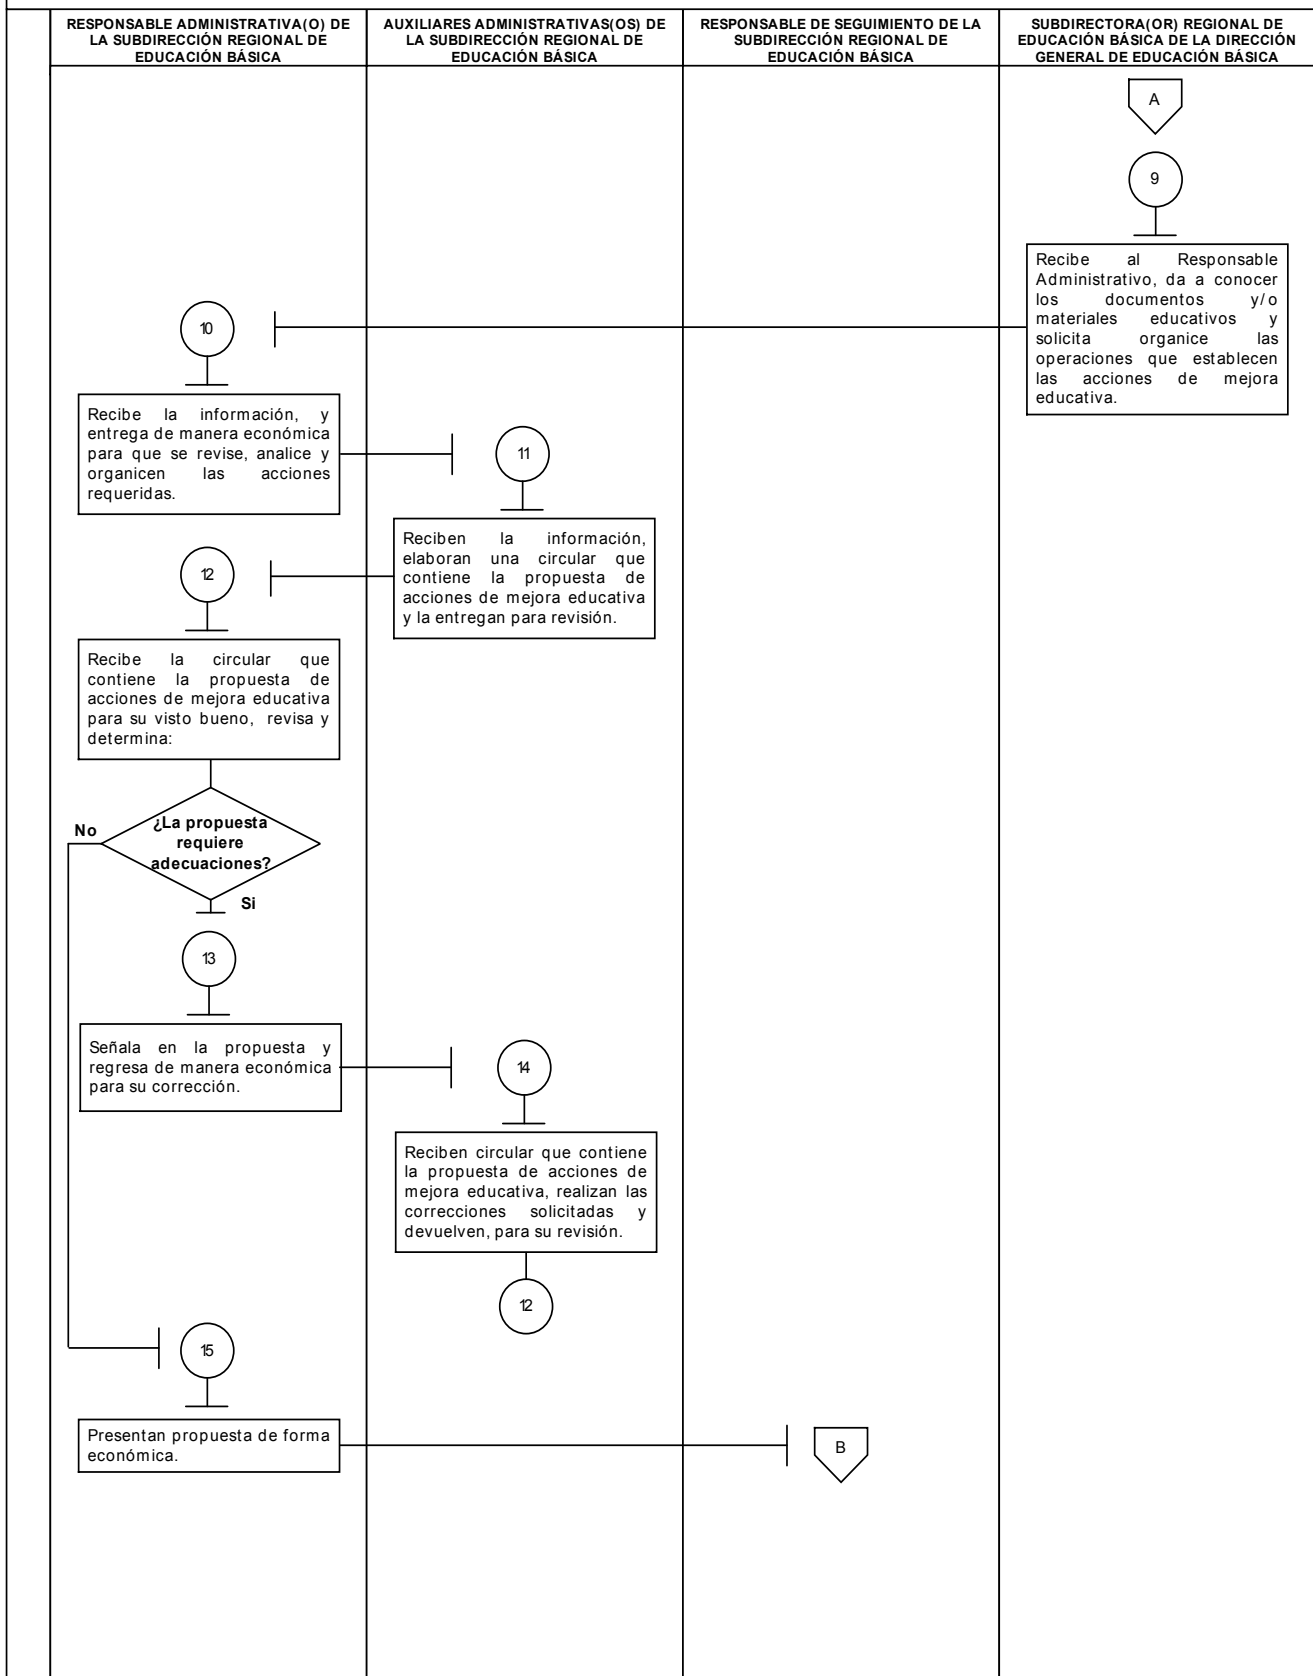 RESPONSABLE ADMINISTRATIVA(O) DE
LA SUBDIRECCIÓN REGIONAL DE
EDUCACIÓN BÁSICA
AUXILIARES ADMINISTRATIVAS(OS) DE
LA SUBDIRECCIÓN REGIONAL DE
EDUCACIÓN BÁSICA
RESPONSABLE DE SEGUIMIENTO DE LA
SUBDIRECCIÓN REGIONAL DE
EDUCACIÓN BÁSICA
SUBDIRECTORA(OR) REGIONAL DE
EDUCACIÓN BÁSICA DE LA DIRECCIÓN
GENERAL DE EDUCACIÓN BÁSICA
A
9
Recibe al Responsable
Administrativo, da a conocer
los documentos y/o
materiales educativos y
solicita organice las
operaciones que establecen
las acciones de mejora
educativa.
10
Recibe la información, y
entrega de manera económica
para que se revise, analice y
organicen las acciones
requeridas.
11
Reciben la información,
elaboran una circular que
contiene la propuesta de
acciones de mejora educativa
y la entregan para revisión.
12
Recibe la circular que
contiene la propuesta de
acciones de mejora educativa
para su visto bueno, revisa y
determina:
¿La propuesta
requiere
adecuaciones?
No
Si
13
Señala en la propuesta y
regresa de manera económica
para su corrección.
14
Reciben circular que contiene
la propuesta de acciones de
mejora educativa, realizan las
correcciones solicitadas y
devuelven, para su revisión.
12
15
Presentan propuesta de forma
económica.
B